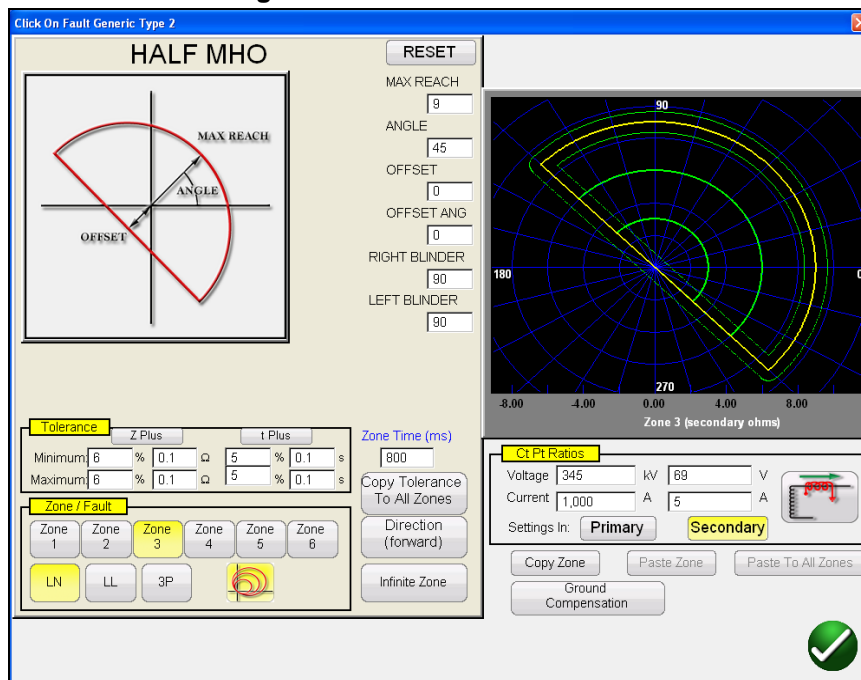 Click On Fault Generic Type 2
HALF MHO
RESET
MAX REACH
ANGLE
OFFSET
MAX REACH
9
ANGLE
45
OFFSET
0
OFFSET ANG
0
RIGHT BLINDER
90
LEFT BLINDER
90
90
180
0
270
-8.00 -4.00 0.00 4.00 8.00
Zone 3 (secondary ohms)
Tolerance
Z Plus t Plus
Minimum: 6 % 0.1 Ω 5 % 0.1 s
Maximum: 6 % 0.1 Ω 5 % 0.1 s
Zone Time (ms)
800
Copy Tolerance
To All Zones
Direction
(forward)
Infinite Zone
Zone / Fault
Zone 1 Zone 2 Zone 3 Zone 4 Zone 5 Zone 6
LN LL 3P
Ct Pt Ratios
Voltage 345 kV 69 V
Current 1,000 A 5 A
Settings In: Primary Secondary
Copy Zone Paste Zone Paste To All Zones
Ground
Compensation